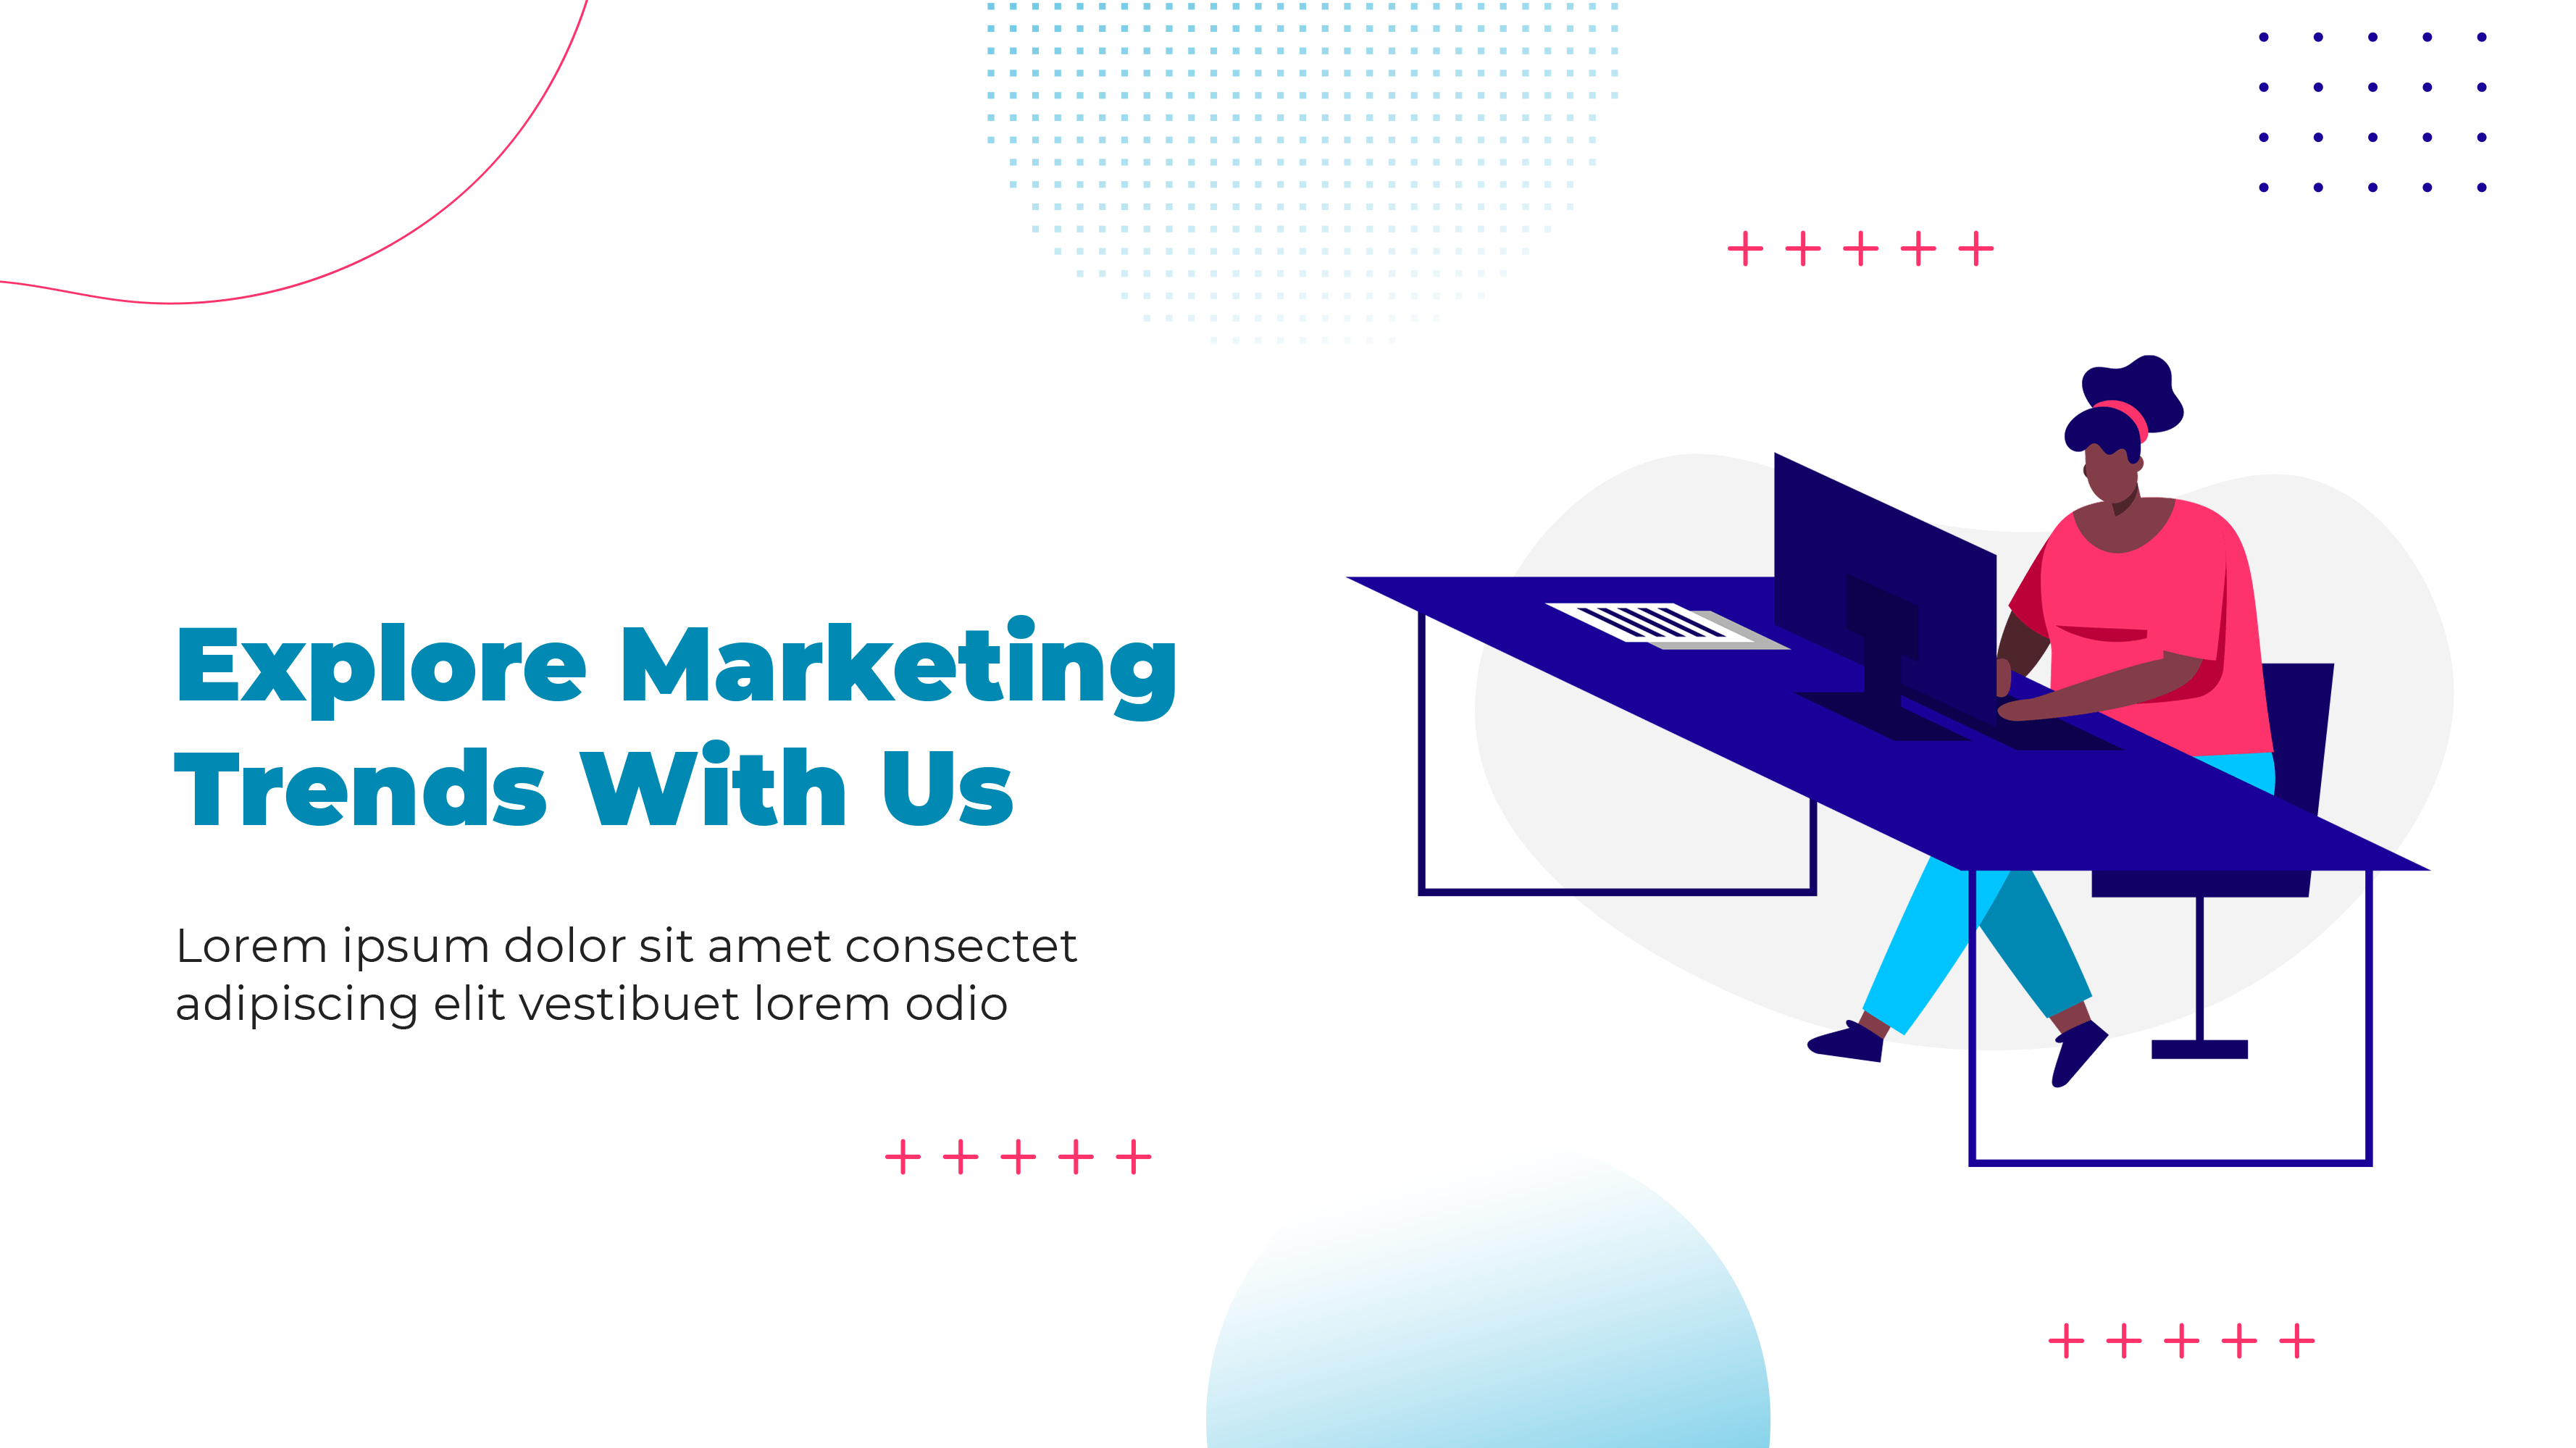 Explore Marketing
Trends With Us
Lorem ipsum dolor sit amet consectet
adipiscing elit vestibuet lorem odio